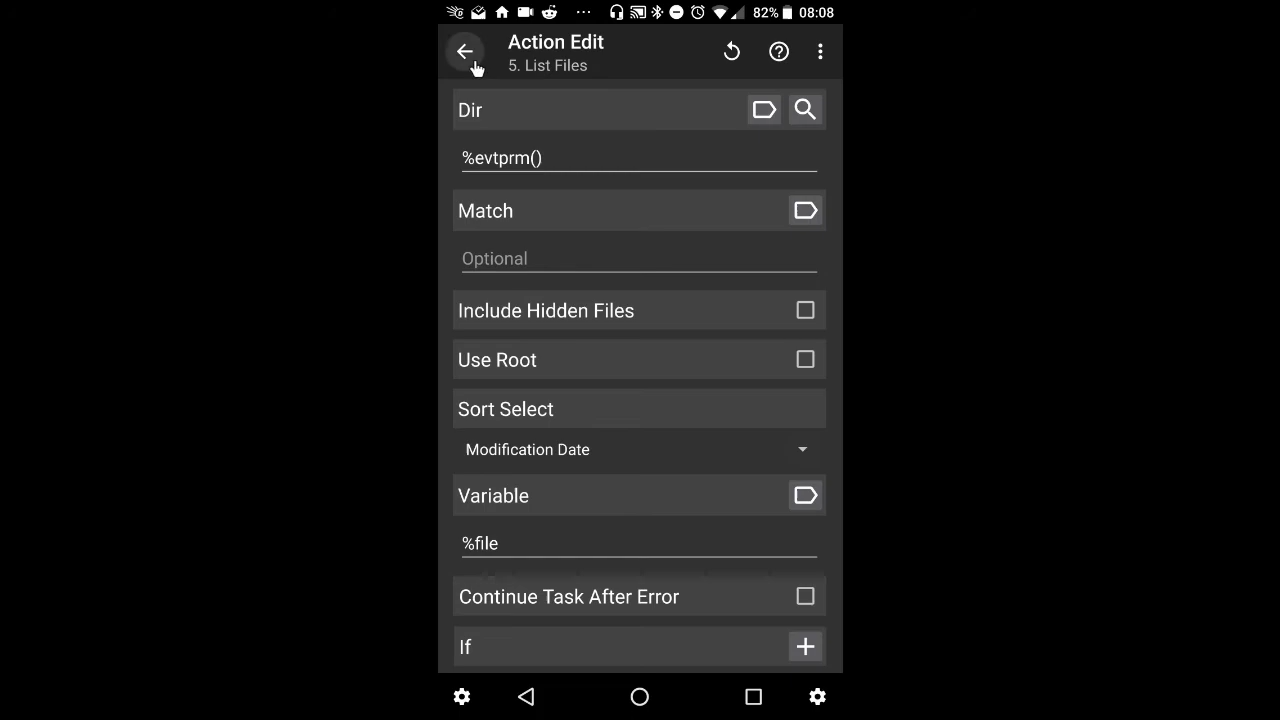 82% 08:08
Action Edit
5. List Files
Dir
%evtprm()
Match
Optional
Include Hidden Files
Use Root
Sort Select
Modification Date
Variable
%file
Continue Task After Error
If